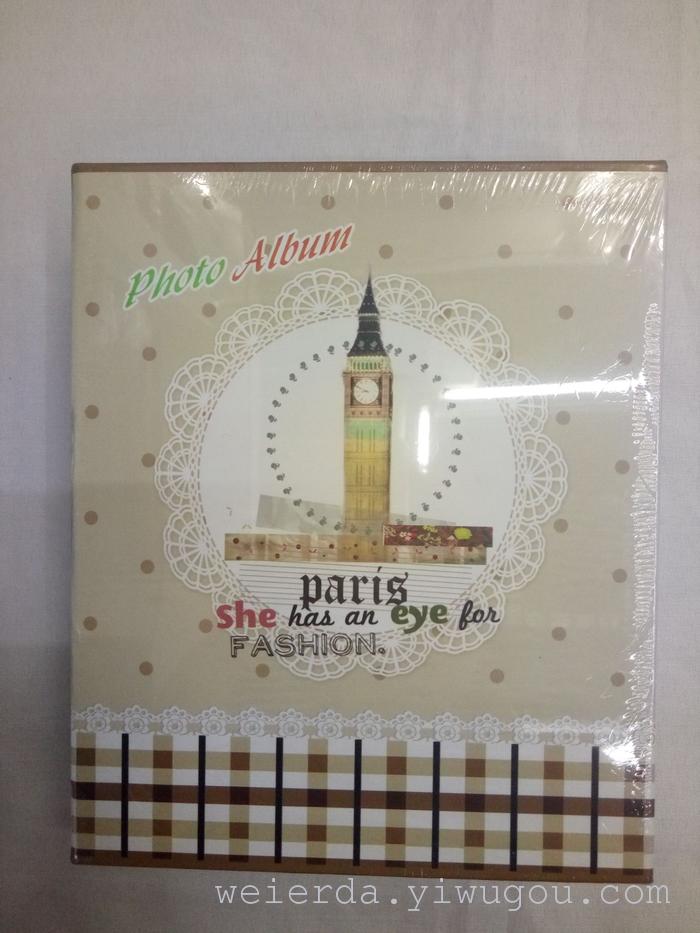 Photo Album
paris
She has an eye for
FASHION.
weierda.yiwugou.com